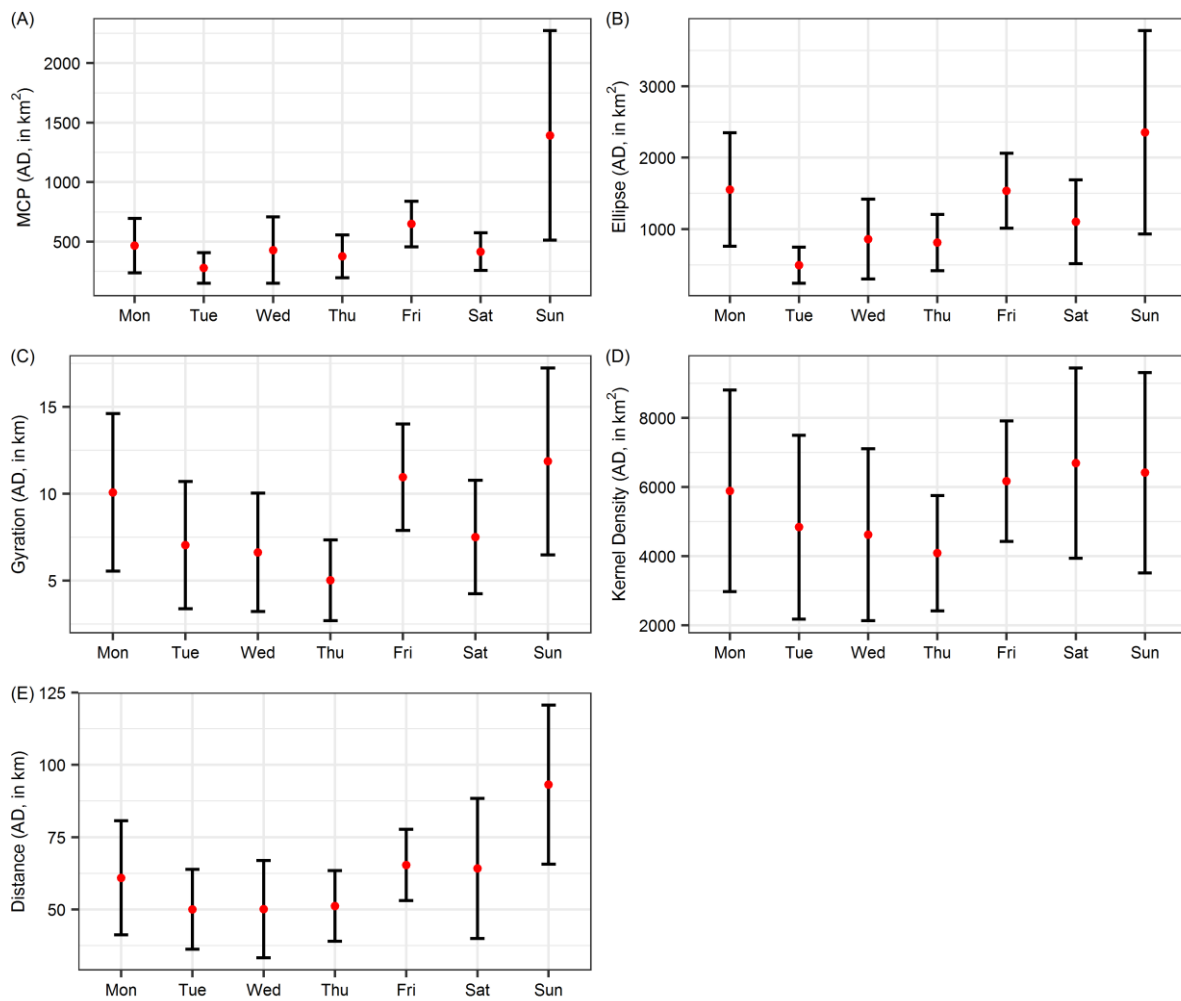 (A)
MCP (AD, in km²)
2000
1500
1000
500
Mon Tue Wed Thu Fri Sat Sun
(B)
Ellipse (AD, in km²)
3000
2000
1000
Mon Tue Wed Thu Fri Sat Sun
(C)
Gyration (AD, in km)
15
10
5
Mon Tue Wed Thu Fri Sat Sun
(D)
Kernel Density (AD, in km²)
8000
6000
4000
2000
Mon Tue Wed Thu Fri Sat Sun
(E)
Distance (AD, in km)
125
100
75
50
Mon Tue Wed Thu Fri Sat Sun